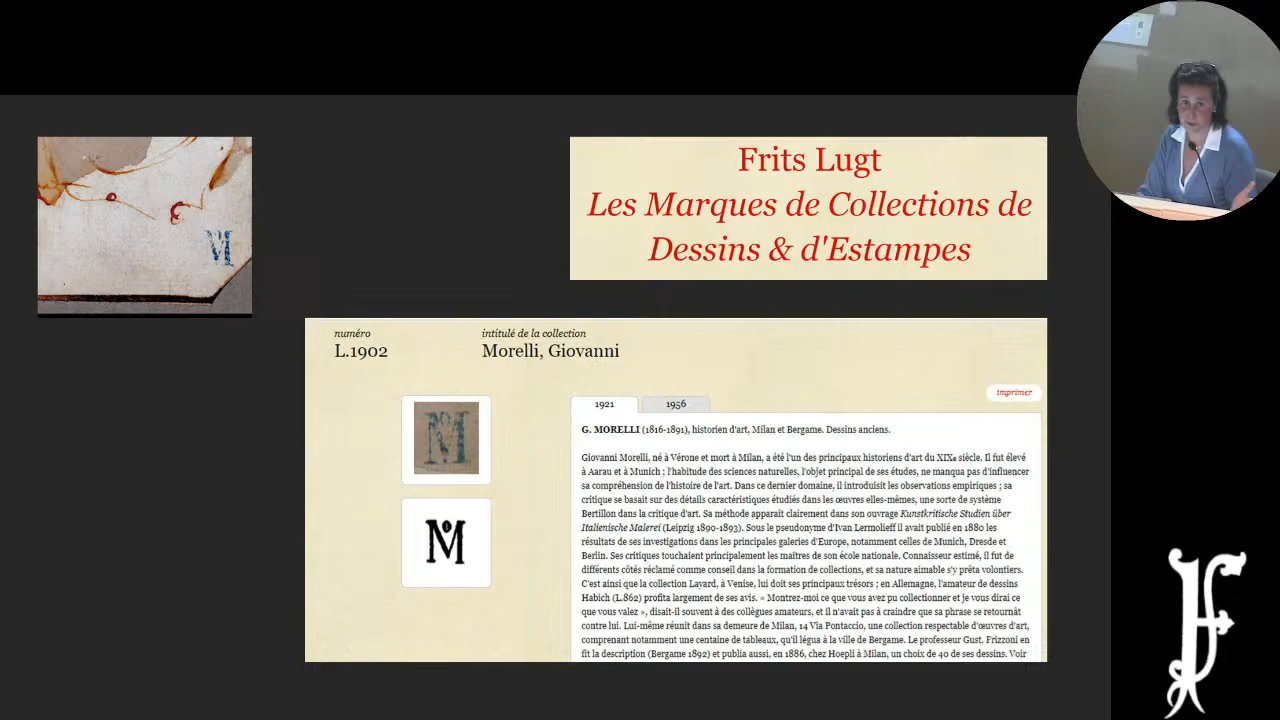 Frits Lugt
Les Marques de Collections de
Dessins & d'Estampes
M
numéro
L.1902
intitulé de la collection
Morelli, Giovanni
imprimer
1921
1956
M
M
G. MORELLI (1816-1891), historien d'art, Milan et Bergame. Dessins anciens.
Giovanni Morelli, né à Vérone et mort à Milan, a été l'un des principaux historiens d'art du XIXe siècle. Il fut élevé
à Aarau et à Munich ; l'habitude des sciences naturelles, l'objet principal de ses études, ne manqua pas d'influencer
sa compréhension de l'histoire de l'art. Dans ce dernier domaine, il introduisit les observations empiriques ; sa
critique se basait sur des détails caractéristiques étudiés dans les œuvres elles-mêmes, une sorte de système
Bertillon dans la critique d'art. Sa méthode apparaît clairement dans son ouvrage Kunstkritische Studien über
Italienische Malerei (Leipzig 1890-1893). Sous le pseudonyme d'Ivan Lermolieff il avait publié en 1880 les
résultats de ses investigations dans les principales galeries d'Europe, notamment celles de Munich, Dresde et
Berlin. Ses critiques touchaient principalement les maîtres de son école nationale. Connaisseur estimé, il fut de
différents côtés réclamé comme conseil dans la formation de collections, et sa nature aimable s'y prêta volontiers.
C'est ainsi que la collection Layard, à Venise, lui doit ses principaux trésors ; en Allemagne, l'amateur de dessins
Habich (L.862) profita largement de ses avis. « Montrez-moi ce que vous avez pu collectionner et je vous dirai ce
que vous valez », disait-il souvent à des collègues amateurs, et il n'avait pas à craindre que sa phrase se retournât
contre lui. Lui-même réunit dans sa demeure de Milan, 14 Via Pontaccio, une collection respectable d'œuvres d'art,
comprenant notamment une centaine de tableaux, qu'il légua à la ville de Bergame. Le professeur Gust. Frizzoni en
fit la description (Bergame 1892) et publia aussi, en 1886, chez Hoepli à Milan, un choix de 40 de ses dessins. Voir